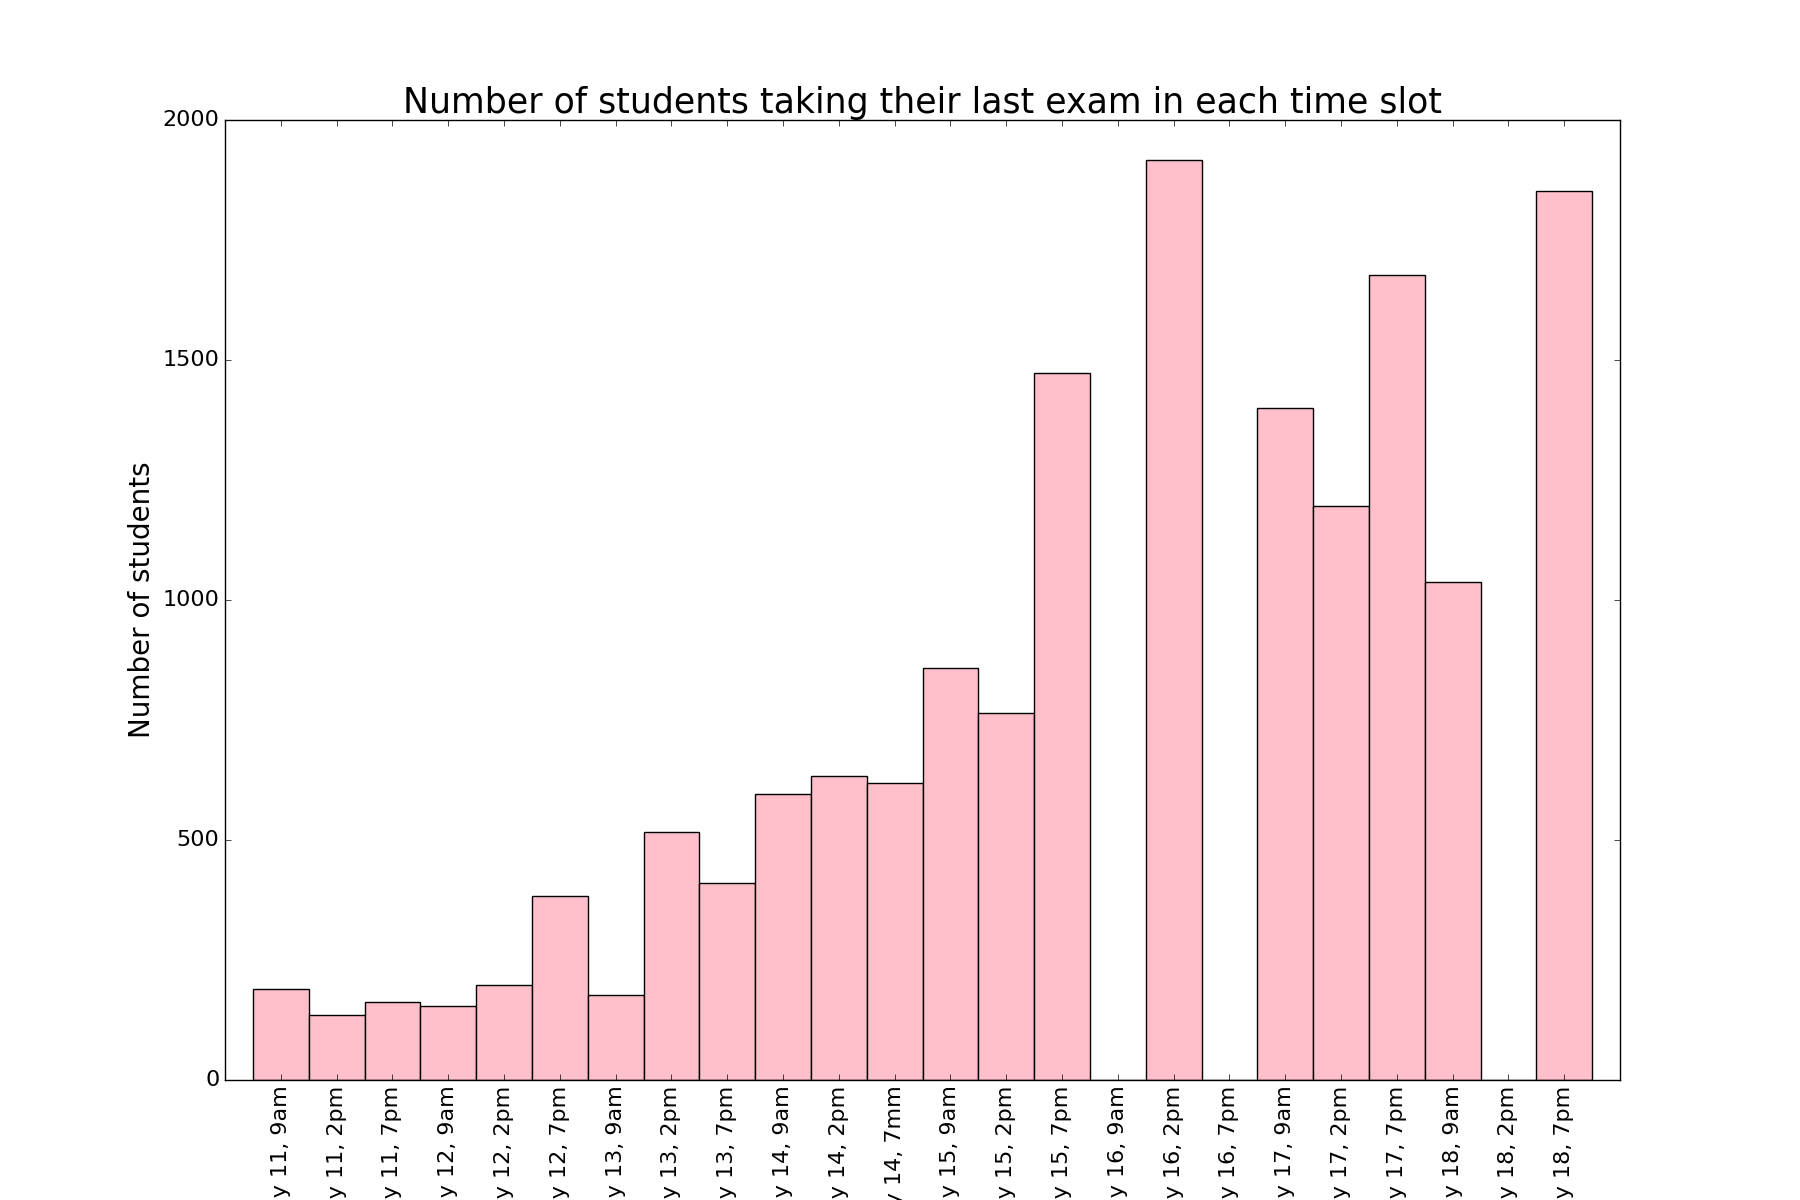 Number of students taking their last exam in each time slot
Number of students
2000
1500
1000
500
0
y 11, 9am
y 11, 2pm
y 11, 7pm
y 12, 9am
y 12, 2pm
y 12, 7pm
y 13, 9am
y 13, 2pm
y 13, 7pm
y 14, 9am
y 14, 2pm
y 14, 7mm
y 15, 9am
y 15, 2pm
y 15, 7pm
y 16, 9am
y 16, 2pm
y 16, 7pm
y 17, 9am
y 17, 2pm
y 17, 7pm
y 18, 9am
y 18, 2pm
y 18, 7pm